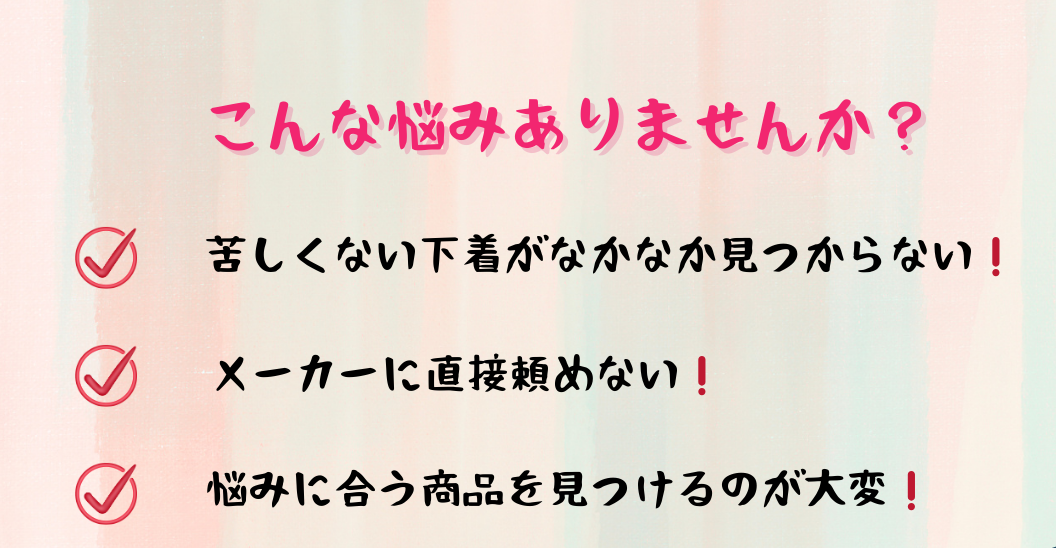 こんな悩みありませんか？
苦しくない下着がなかなか見つからない❗
メーカーに直接頼めない❗
悩みに合う商品を見つけるのが大変❗